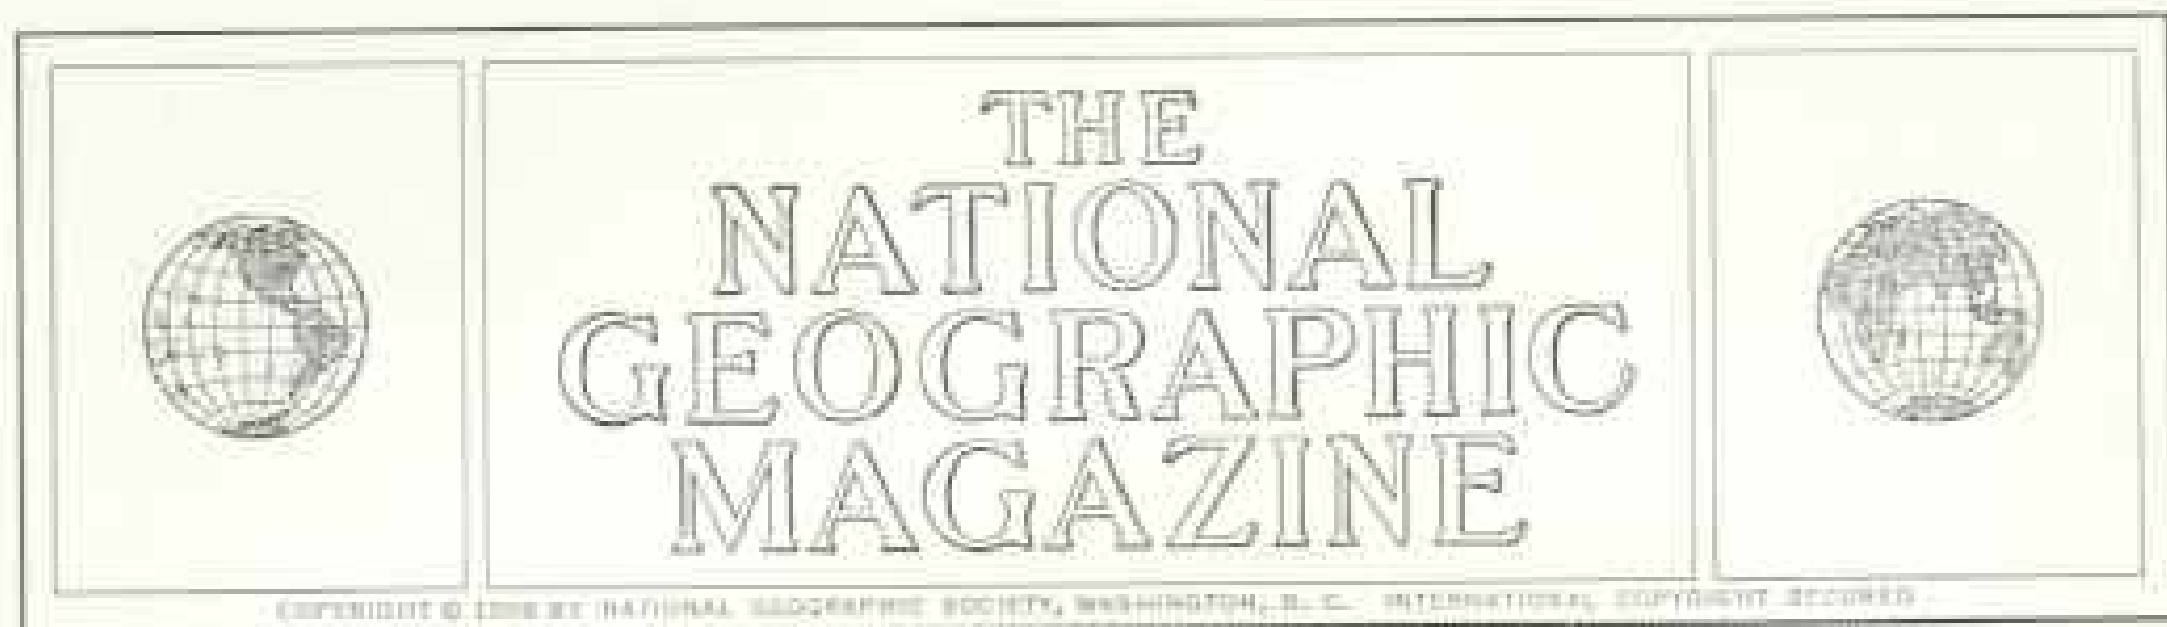 THE
NATIONAL
GEOGRAPHIC
MAGAZINE
COPYRIGHT © BY NATIONAL GEOGRAPHIC SOCIETY, WASHINGTON, D. C. INTERNATIONAL COPYRIGHT SECURED